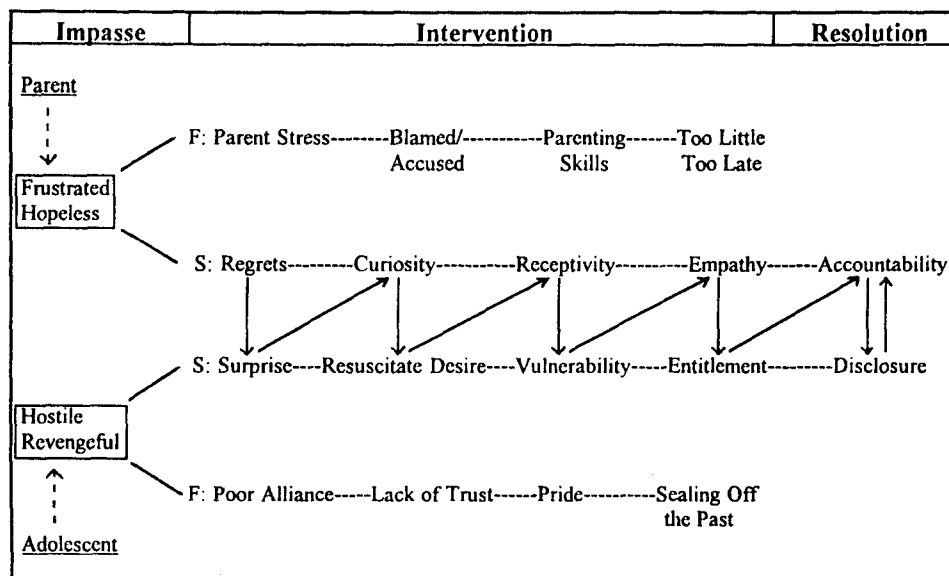 Impasse Intervention Resolution
Parent
F: Parent Stress-------Blamed/-----------Parenting------Too Little
Accused Skills Too Late
Frustrated
Hopeless
S: Regrets---------Curiosity-----------Receptivity----------Empathy------Accountability
S: Surprise----Resuscitate Desire----Vulnerability-----Entitlement---------Disclosure
Hostile
Revengeful
F: Poor Alliance-----Lack of Trust-----Pride--------Sealing Off
the Past
Adolescent